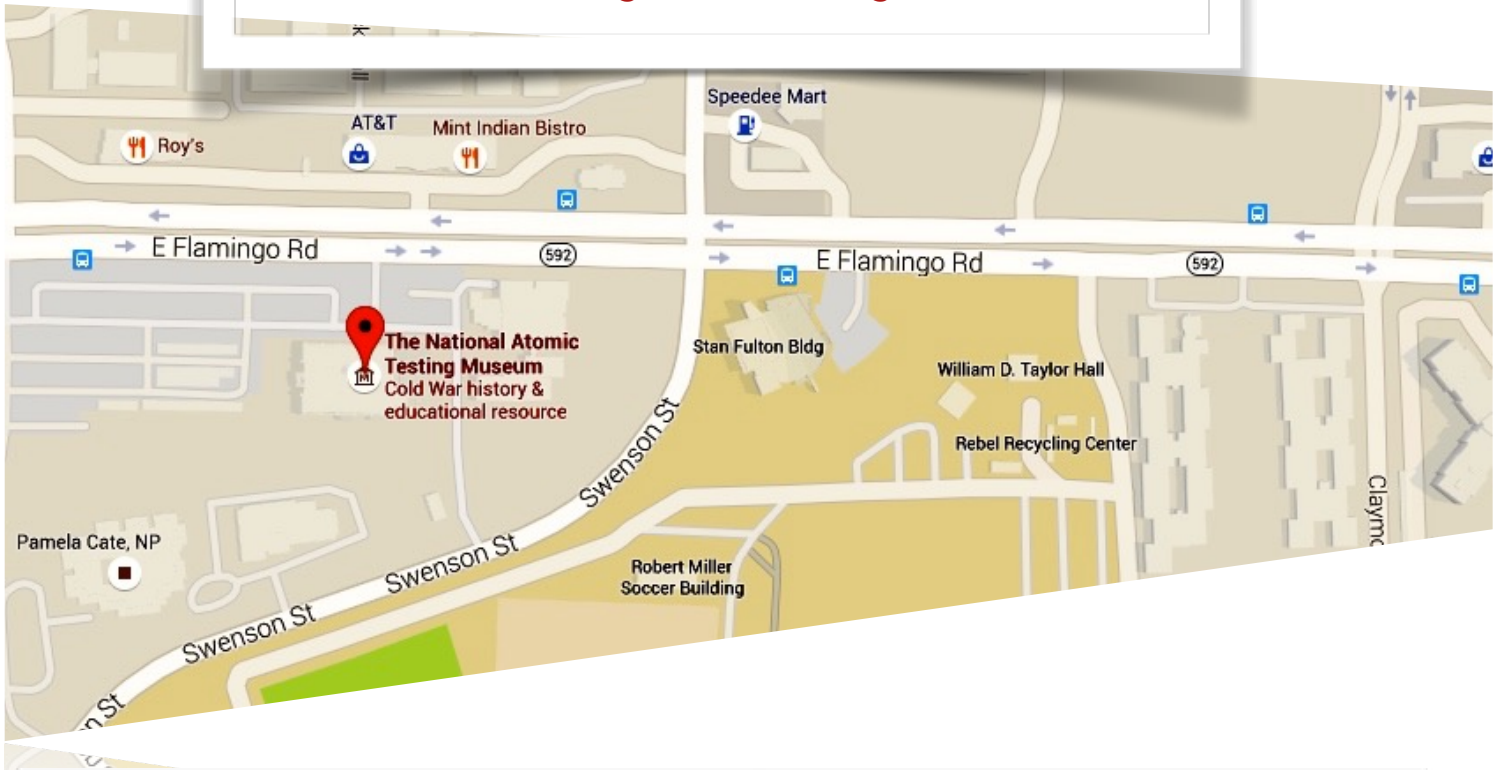 Speedee Mart
AT&T
Mint Indian Bistro
Roy's
E Flamingo Rd
592
E Flamingo Rd
592
The National Atomic
Testing Museum
Cold War history &
educational resource
Stan Fulton Bldg
William D. Taylor Hall
Rebel Recycling Center
Swenson St
Pamela Cate, NP
Swenson St
Robert Miller
Soccer Building
Swenson St